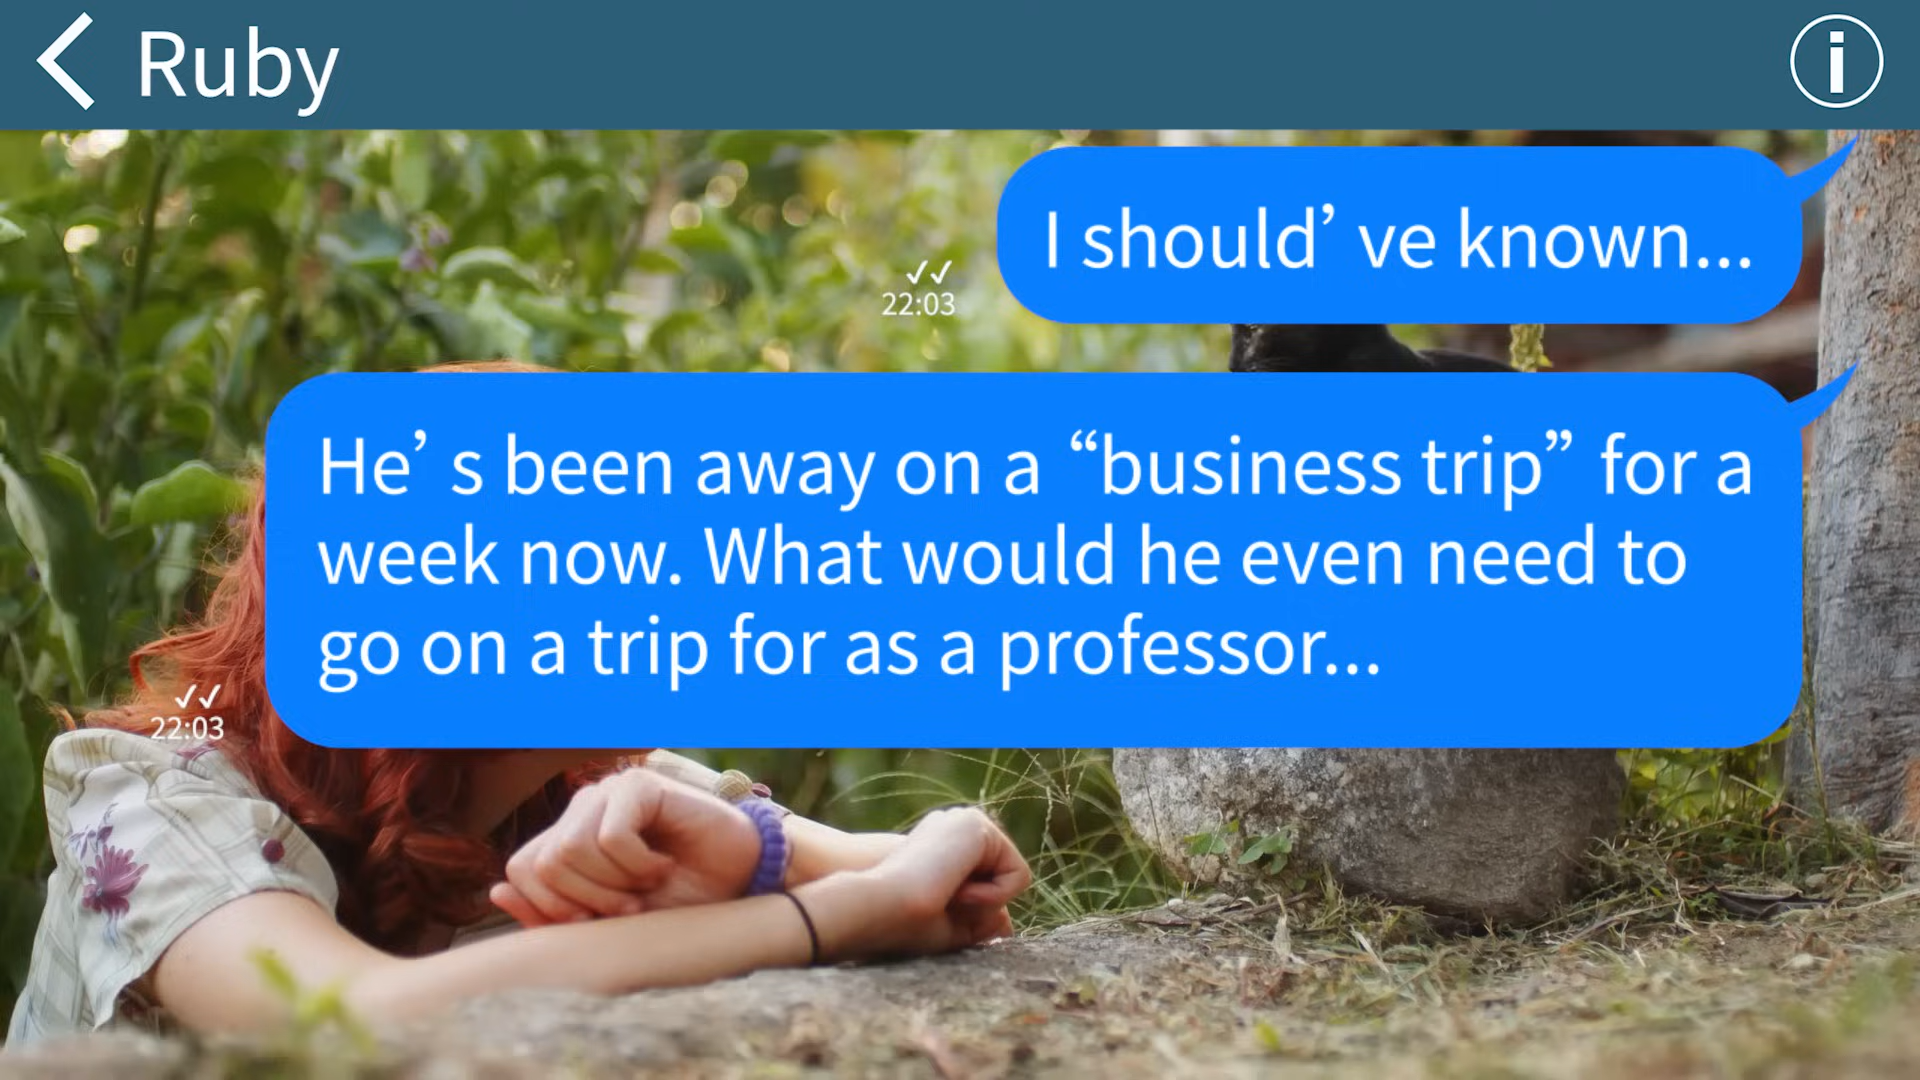 Ruby
I should’ ve known...
22:03
He’ s been away on a “business trip” for a
week now. What would he even need to
go on a trip for as a professor...
22:03